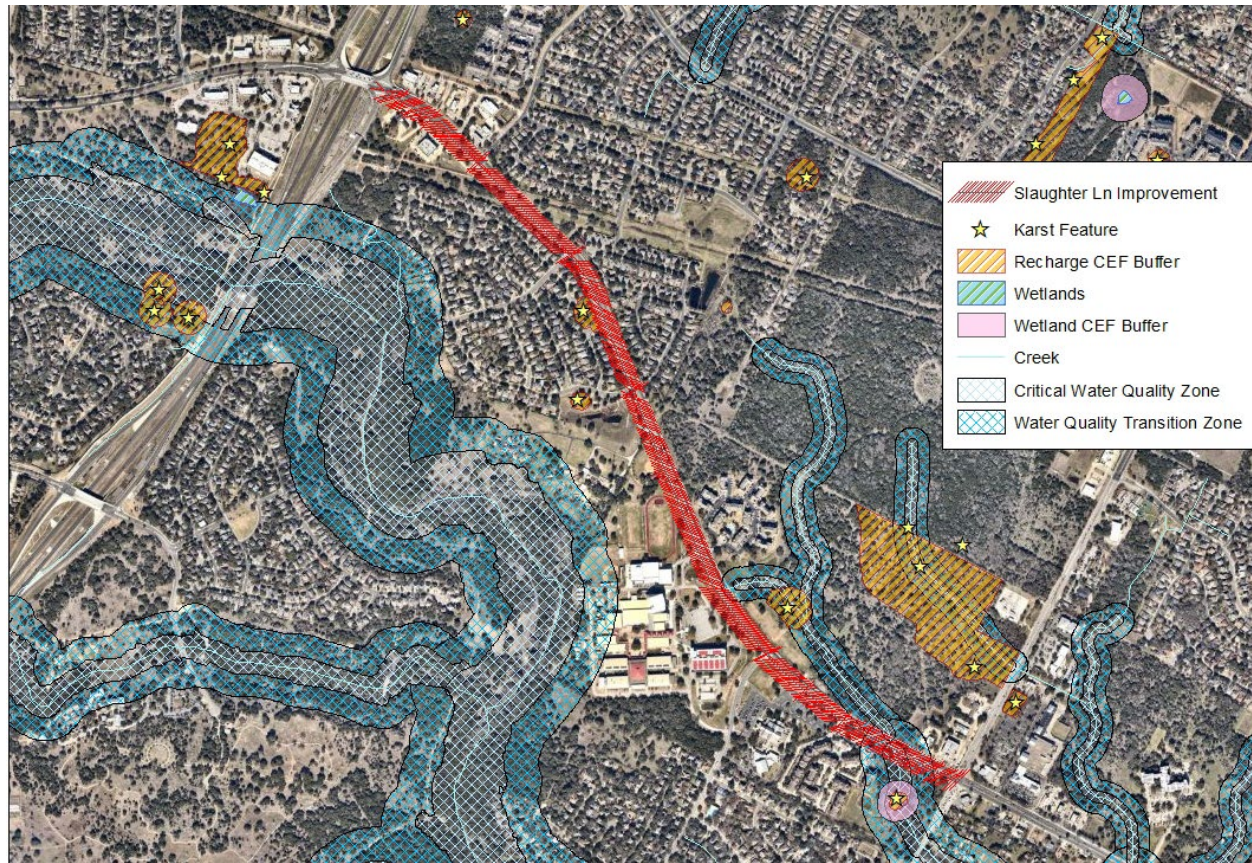 Slaughter Ln Improvement
Karst Feature
Recharge CEF Buffer
Wetlands
Wetland CEF Buffer
Creek
Critical Water Quality Zone
Water Quality Transition Zone